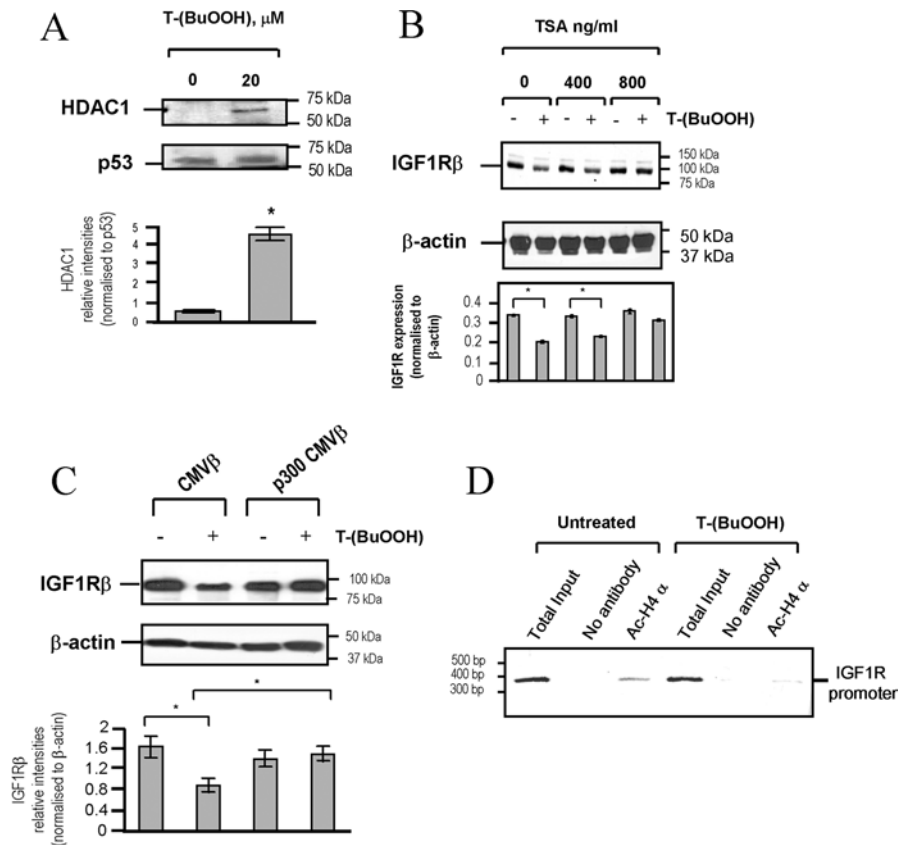 A
T-(BuOOH), μM
0 20
HDAC1
75 kDa
50 kDa
p53
75 kDa
50 kDa
HDAC1
relative intensities
(normalised to p53)
5
4
3
2
1
0
*
B
TSA ng/ml
0 400 800
- + - + - + T-(BuOOH)
IGF1Rβ
150 kDa
100 kDa
75 kDa
β-actin
50 kDa
37 kDa
IGF1R expression
(normalised to
β-actin)
0.4
0.3
0.2
0.1
0
* *
C
CMVβ p300 CMVβ
- + - + T-(BuOOH)
IGF1Rβ
100 kDa
75 kDa
β-actin
50 kDa
37 kDa
IGF1Rβ
relative intensities
(normalised to β-actin)
2
1.6
1.2
0.8
0.4
0
* *
D
Untreated T-(BuOOH)
Total Input No antibody Ac-H4 α Total Input No antibody Ac-H4 α
500 bp
400 bp
300 bp
IGF1R
promoter